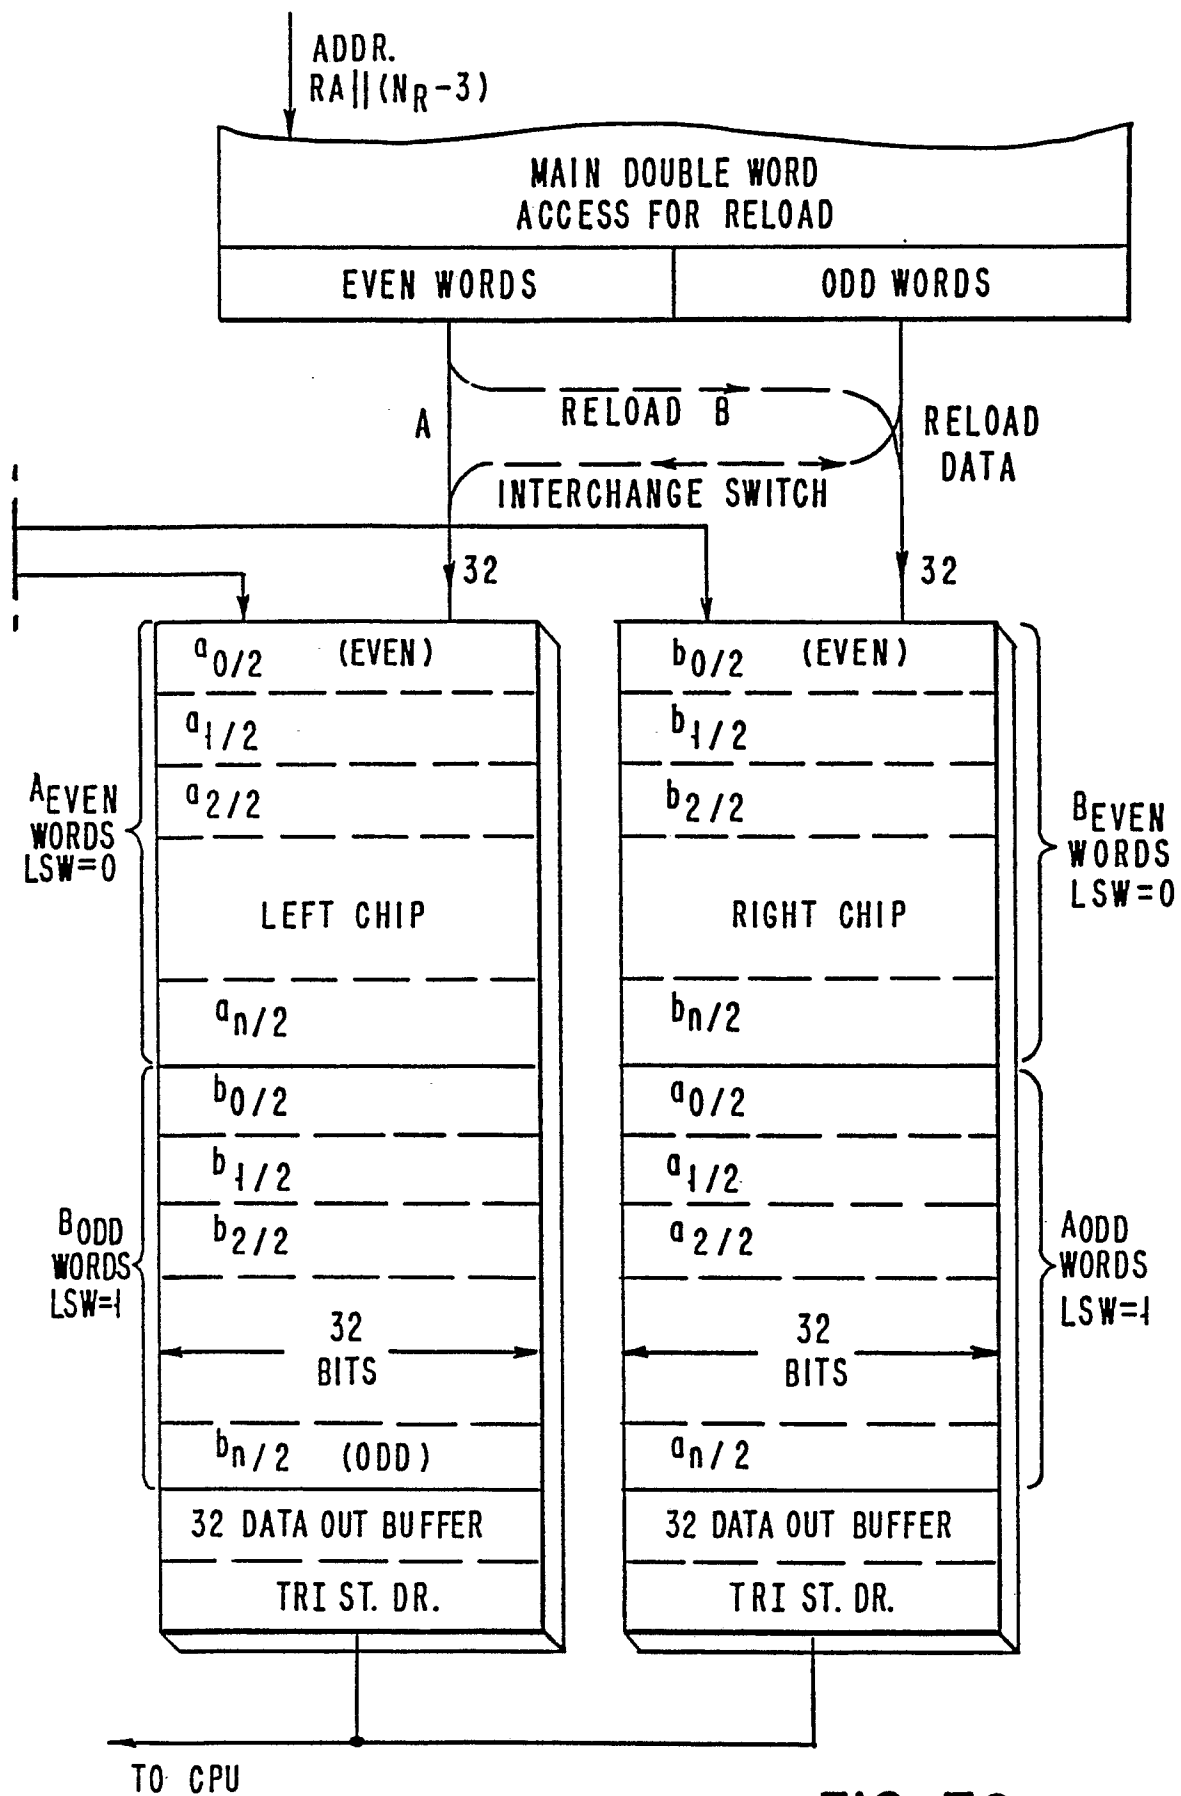 ADDR.
RA||(NR-3)
MAIN DOUBLE WORD
ACCESS FOR RELOAD
EVEN WORDS
ODD WORDS
RELOAD B
A
RELOAD
DATA
INTERCHANGE SWITCH
32
32
a0/2 (EVEN)
b0/2 (EVEN)
a1/2
b1/2
a2/2
b2/2
AEVEN
WORDS
LSW=0
BEVEN
WORDS
LSW=0
LEFT CHIP
RIGHT CHIP
an/2
bn/2
b0/2
a0/2
b1/2
a1/2
b2/2
a2/2
BODD
WORDS
LSW=1
AODD
WORDS
LSW=1
32
BITS
32
BITS
bn/2 (ODD)
an/2
32 DATA OUT BUFFER
32 DATA OUT BUFFER
TRI ST. DR.
TRI ST. DR.
TO CPU